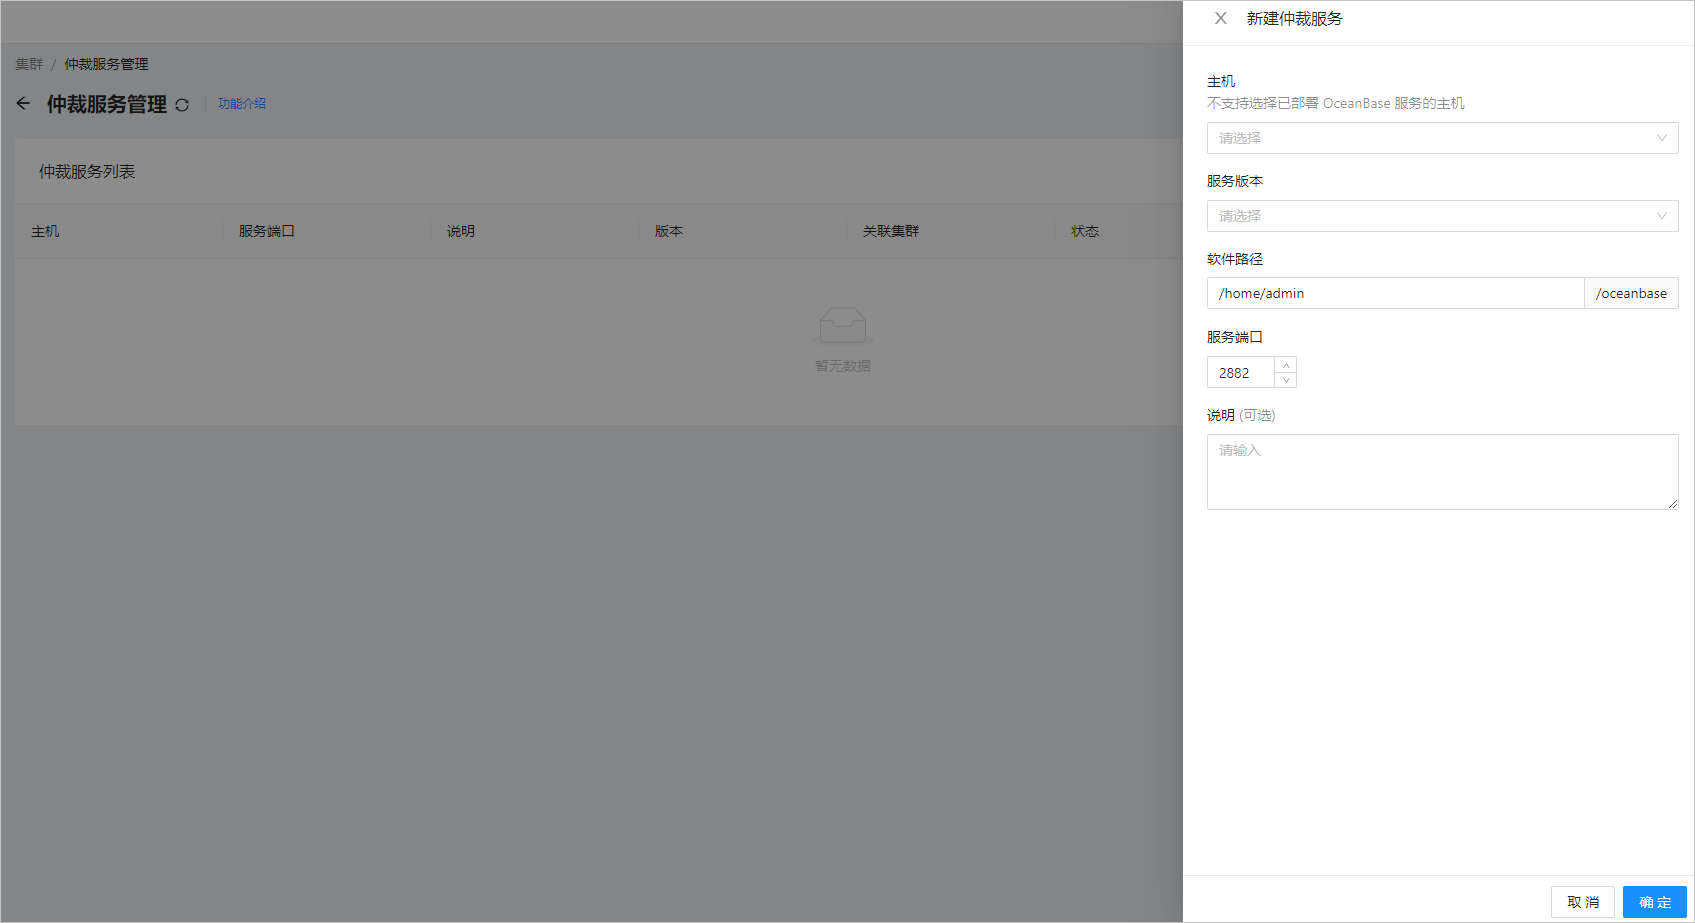 集群 / 仲裁服务管理
仲裁服务管理 功能介绍
仲裁服务列表
主机 服务端口 说明 版本 关联集群 状态
暂无数据
新建仲裁服务
主机
不支持选择已部署 OceanBase 服务的主机
请选择
服务版本
请选择
软件路径
/home/admin /oceanbase
服务端口
2882
说明 (可选)
请输入
取 消 确 定